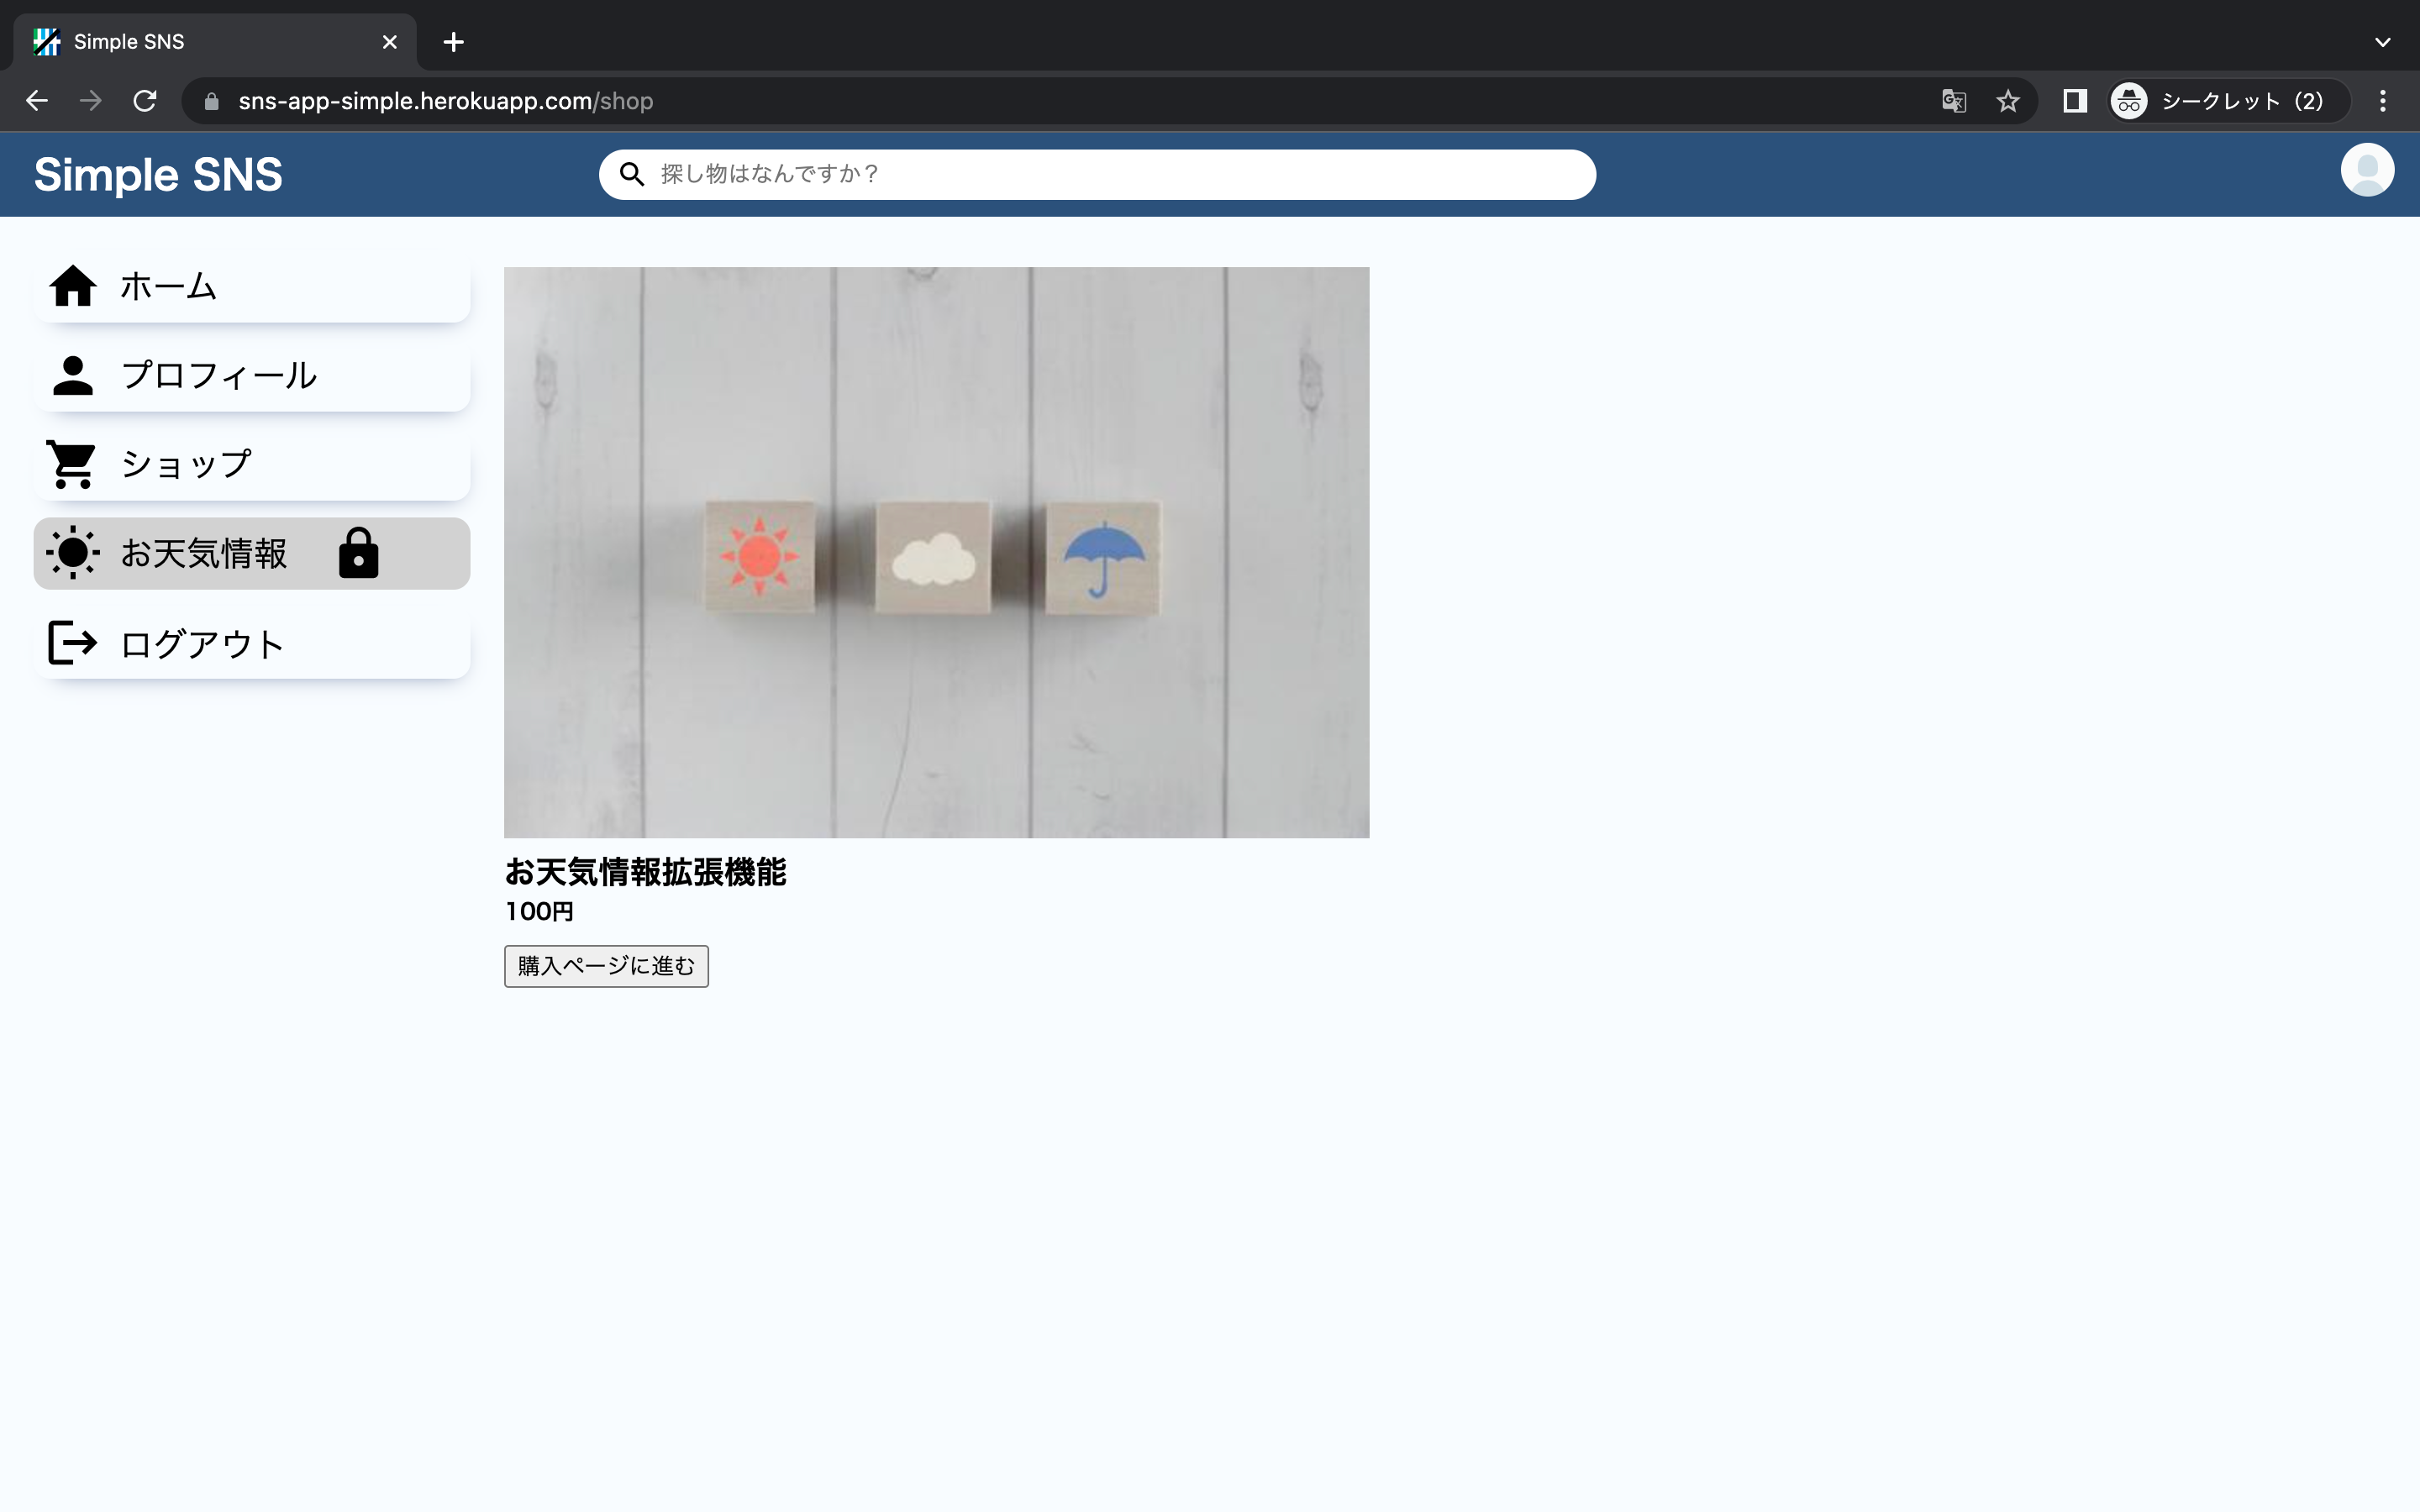 Simple SNS
sns-app-simple.herokuapp.com/shop
シークレット（2）
Simple SNS
探し物はなんですか？
ホーム
プロフィール
ショップ
お天気情報
ログアウト
お天気情報拡張機能
100円
購入ページに進む